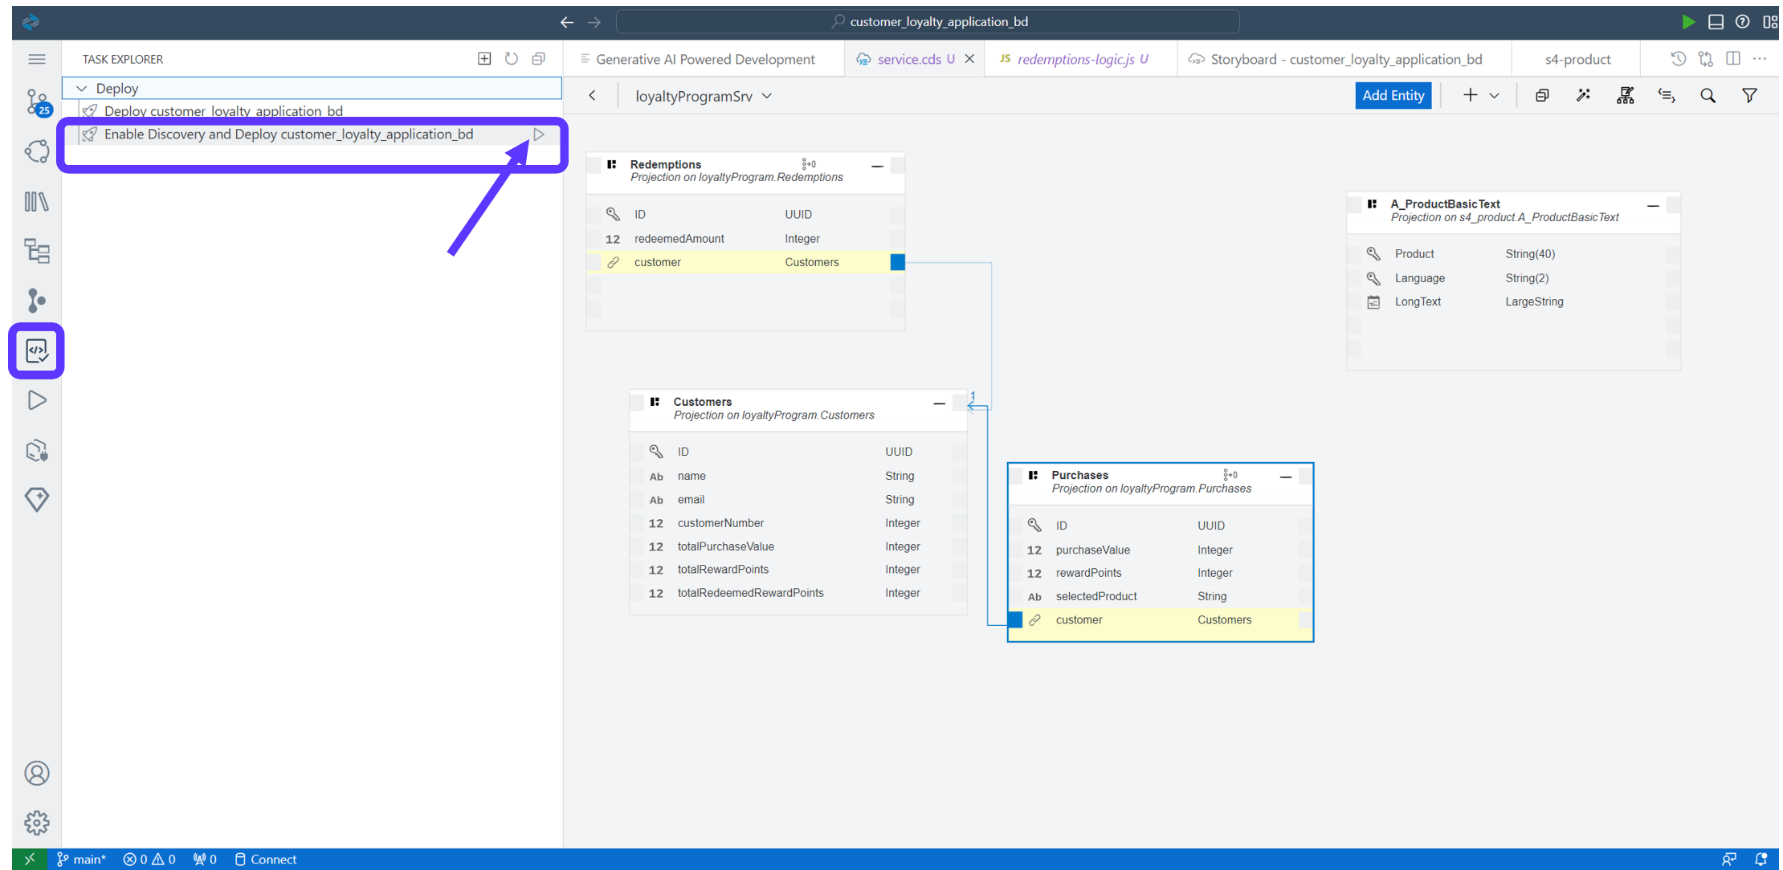 customer_loyalty_application_bd
TASK EXPLORER
Generative AI Powered Development
service.cds U
JS redemptions-logic.js U
Storyboard - customer_loyalty_application_bd
s4-product
Deploy
Deploy customer_loyalty_application_bd
Enable Discovery and Deploy customer_loyalty_application_bd
25
loyaltyProgramSrv
Add Entity
Redemptions
0
Projection on loyaltyProgram.Redemptions
ID UUID
12 redeemedAmount Integer
customer Customers
A_ProductBasicText
Projection on s4_product.A_ProductBasicText
Product String(40)
Language String(2)
LongText LargeString
Customers
1
Projection on loyaltyProgram.Customers
ID UUID
Ab name String
Ab email String
12 customerNumber Integer
12 totalPurchaseValue Integer
12 totalRewardPoints Integer
12 totalRedeemedRewardPoints Integer
Purchases
0
Projection on loyaltyProgram.Purchases
ID UUID
12 purchaseValue Integer
12 rewardPoints Integer
Ab selectedProduct String
customer Customers
main* 0 0 0 Connect